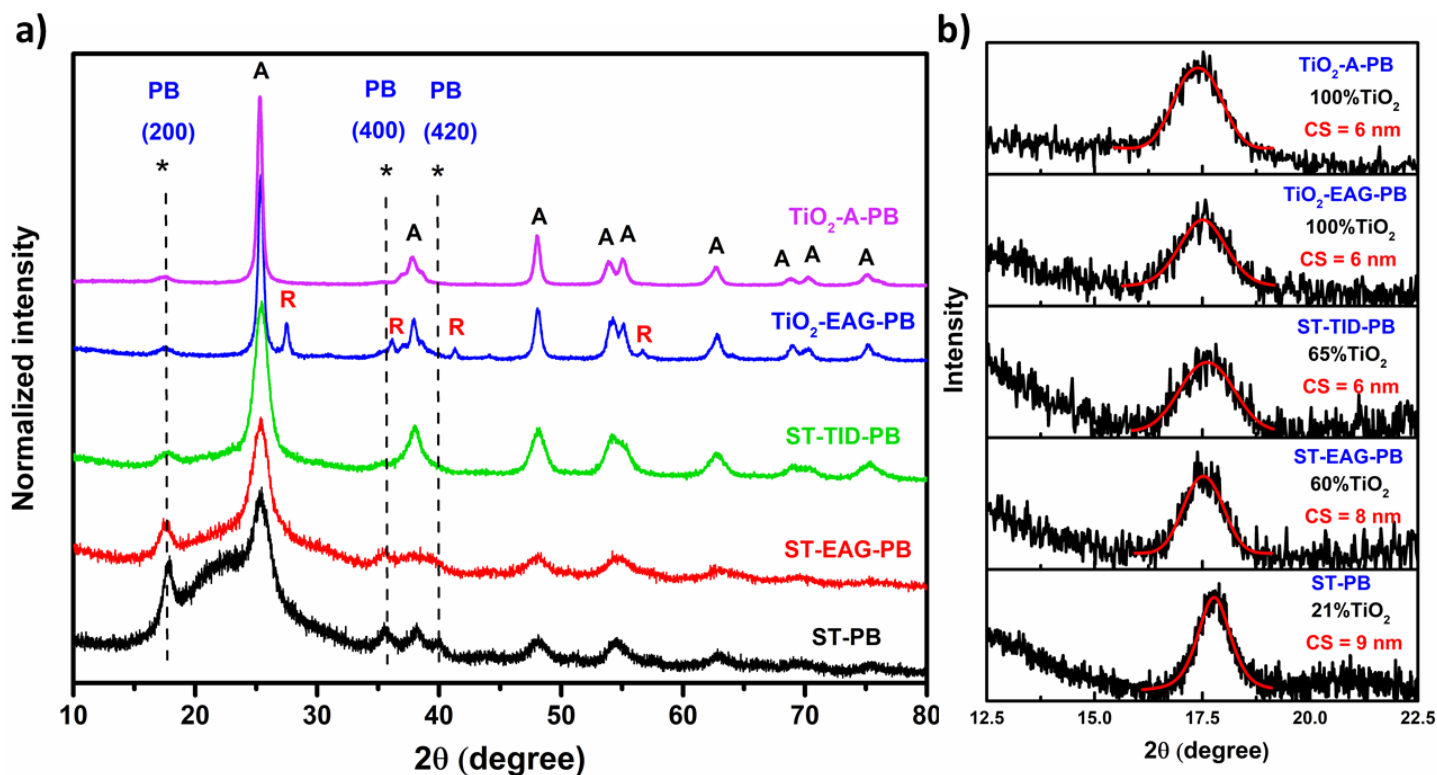 a)
PB
(200)
A
PB
(400)
PB
(420)
*
*
*
TiO2-A-PB
A
A
A
A
A
A
A
A
TiO2-EAG-PB
R
R
R
R
ST-TID-PB
ST-EAG-PB
ST-PB
Normalized intensity
10 20 30 40 50 60 70 80
2θ (degree)
b)
TiO2-A-PB
100%TiO2
CS = 6 nm
TiO2-EAG-PB
100%TiO2
CS = 6 nm
ST-TID-PB
65%TiO2
CS = 6 nm
ST-EAG-PB
60%TiO2
CS = 8 nm
ST-PB
21%TiO2
CS = 9 nm
Intensity
12.5 15.0 17.5 20.0 22.5
2θ (degree)